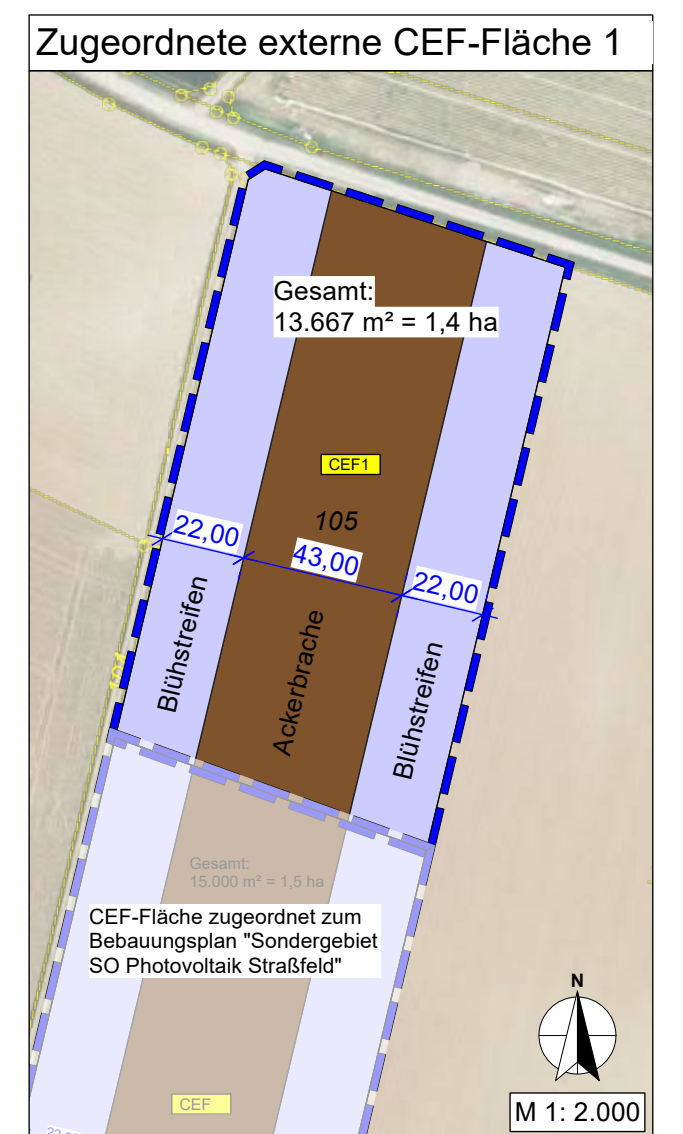 Zugeordnete externe CEF-Fläche 1
Gesamt:
13.667 m² = 1,4 ha
CEF1
105
22,00
43,00
22,00
Blühstreifen
Ackerbrache
Blühstreifen
Gesamt:
15.000 m² = 1,5 ha
CEF-Fläche zugeordnet zum
Bebauungsplan "Sondergebiet
SO Photovoltaik Straßfeld"
N
CEF
M 1: 2.000